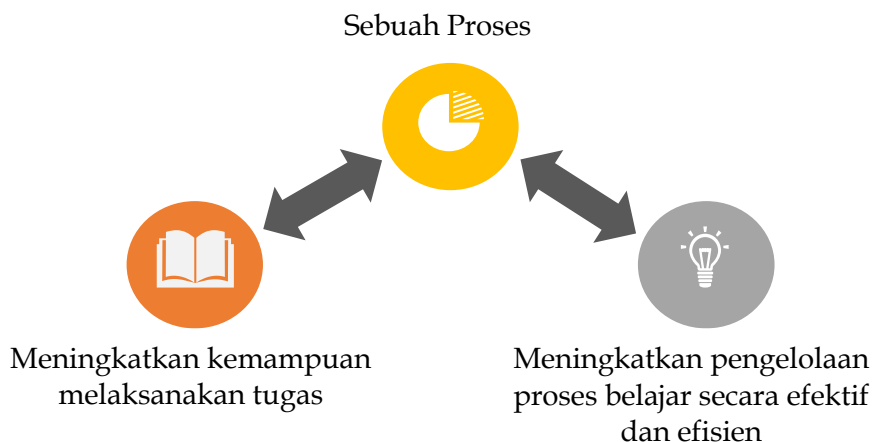 Sebuah Proses
Meningkatkan kemampuan
melaksanakan tugas
Meningkatkan pengelolaan
proses belajar secara efektif
dan efisien